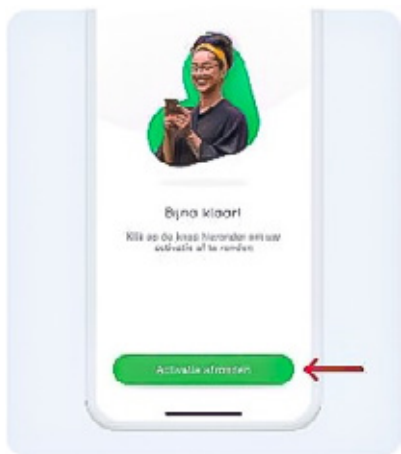 Bijna klaar!
Klik op de knop hieronder om uw
activatie af te ronden
Activatie afronden